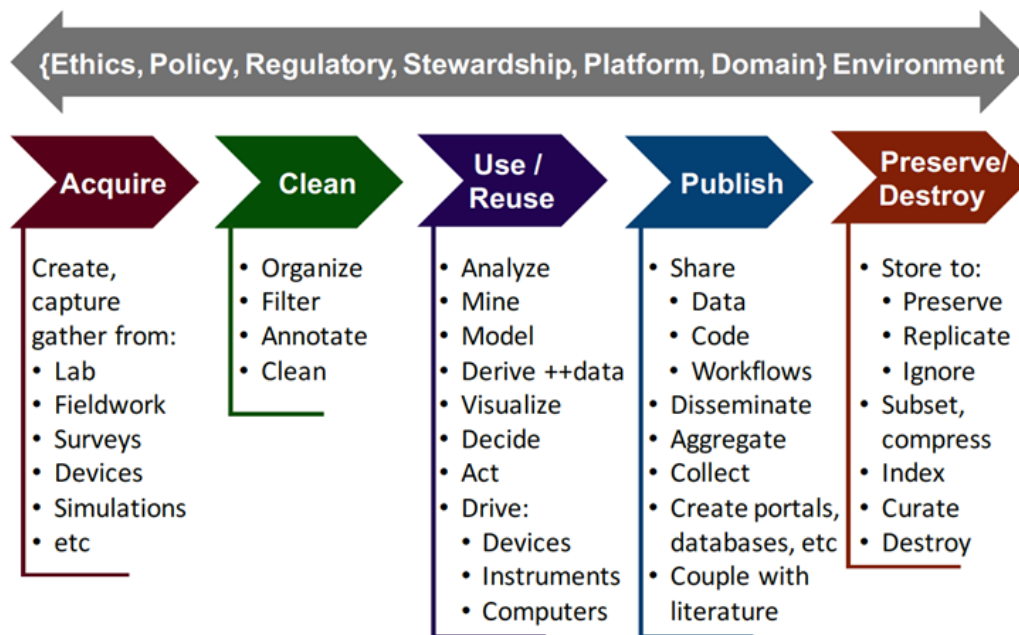 {Ethics, Policy, Regulatory, Stewardship, Platform, Domain} Environment
Acquire
Create,
capture
gather from:
• Lab
• Fieldwork
• Surveys
• Devices
• Simulations
• etc
Clean
• Organize
• Filter
• Annotate
• Clean
Use /
Reuse
• Analyze
• Mine
• Model
• Derive ++data
• Visualize
• Decide
• Act
• Drive:
• Devices
• Instruments
• Computers
Publish
• Share
• Data
• Code
• Workflows
• Disseminate
• Aggregate
• Collect
• Create portals,
databases, etc
• Couple with
literature
Preserve/
Destroy
• Store to:
• Preserve
• Replicate
• Ignore
• Subset,
compress
• Index
• Curate
• Destroy